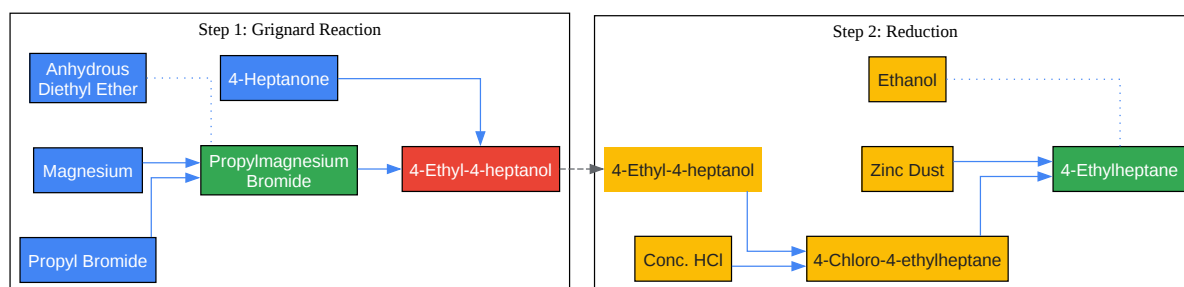 Step 1: Grignard Reaction
Anhydrous
Diethyl Ether
4-Heptanone
Magnesium
Propylmagnesium
Bromide
4-Ethyl-4-heptanol
Propyl Bromide
Step 2: Reduction
Ethanol
4-Ethyl-4-heptanol
Zinc Dust
4-Ethylheptane
Conc. HCl
4-Chloro-4-ethylheptane